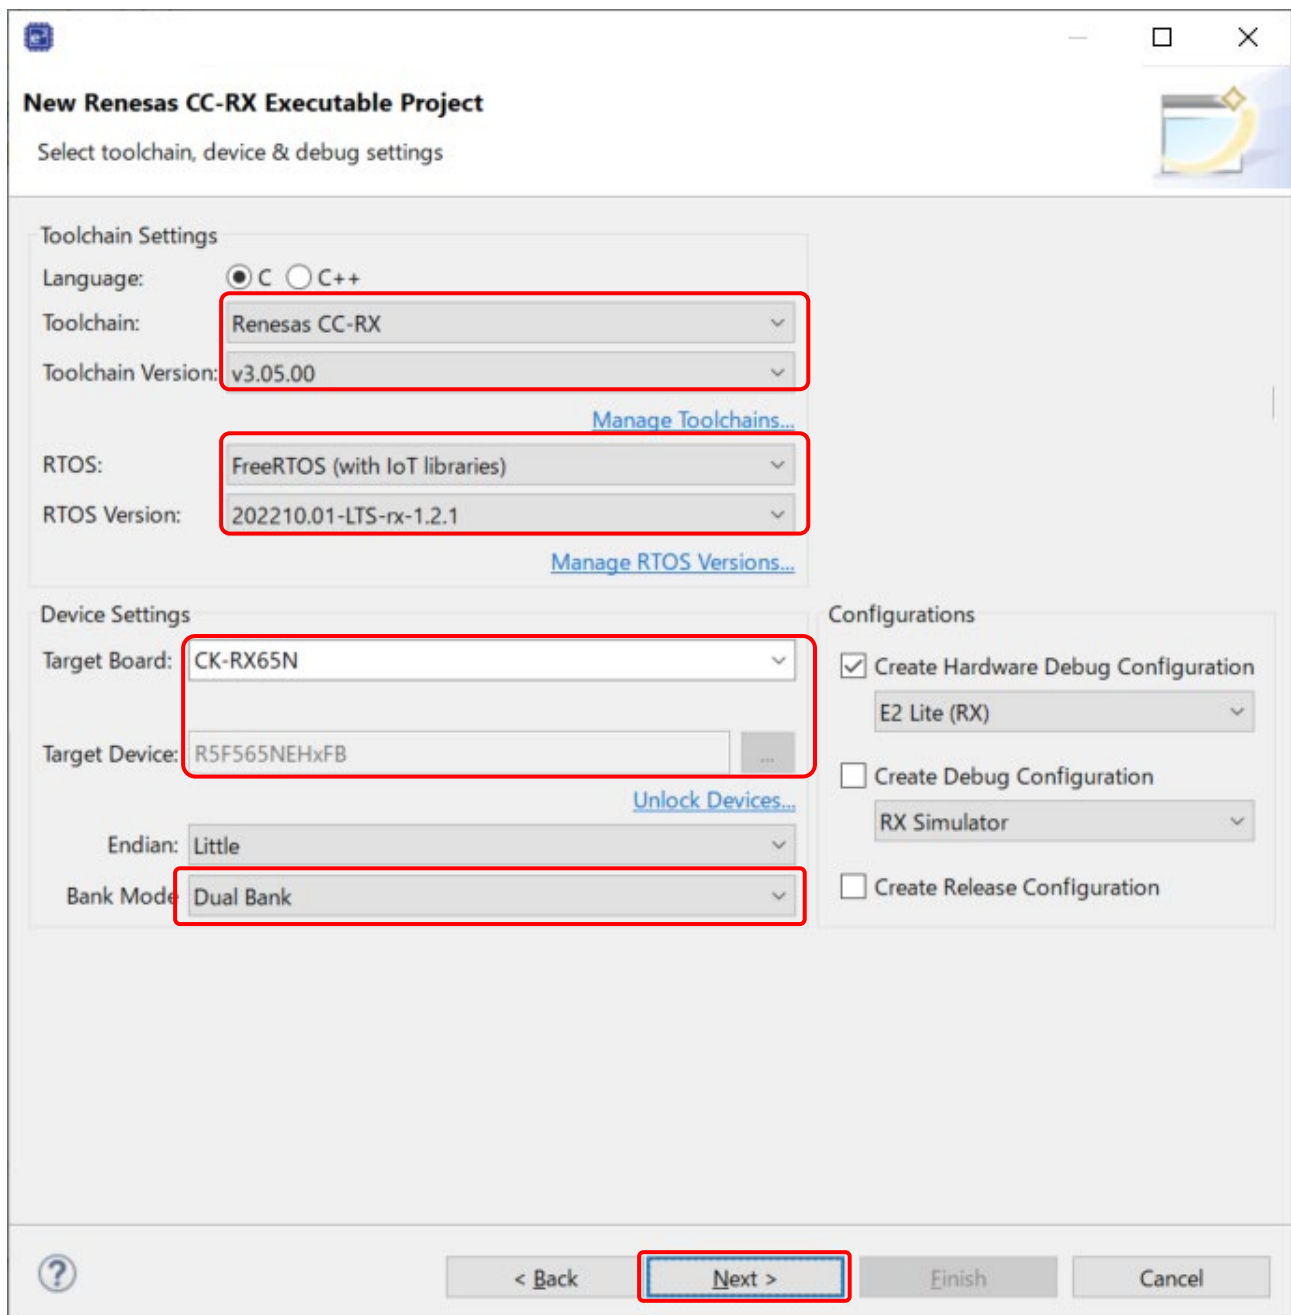 New Renesas CC-RX Executable Project
Select toolchain, device & debug settings
Toolchain Settings
Language: C C++
Toolchain: Renesas CC-RX
Toolchain Version: v3.05.00
Manage Toolchains...
RTOS: FreeRTOS (with IoT libraries)
RTOS Version: 202210.01-LTS-rx-1.2.1
Manage RTOS Versions...
Device Settings
Target Board: CK-RX65N
Target Device: R5F565NEHxFB ...
Unlock Devices...
Endian: Little
Bank Mode Dual Bank
Configurations
Create Hardware Debug Configuration
E2 Lite (RX)
Create Debug Configuration
RX Simulator
Create Release Configuration
? < Back Next > Finish Cancel